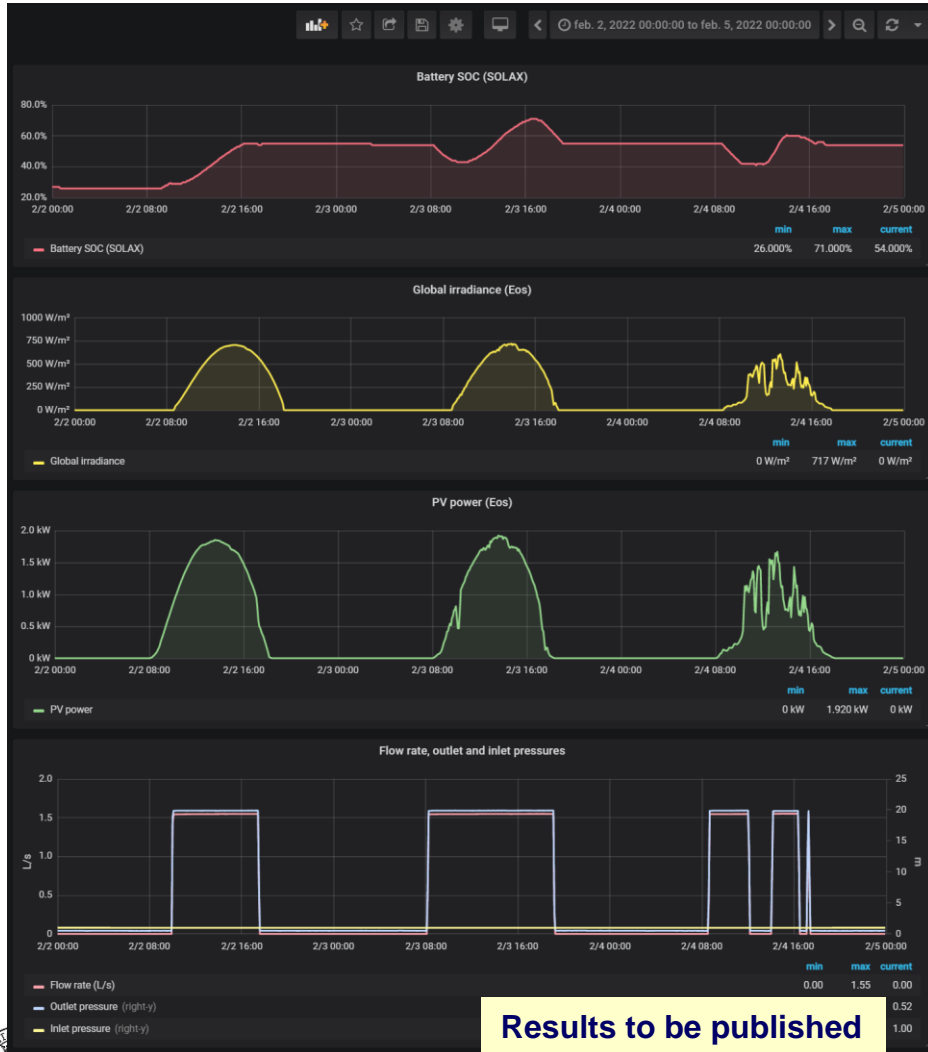 feb. 2, 2022 00:00:00 to feb. 5, 2022 00:00:00
Battery SOC (SOLAX)
80.0%
60.0%
40.0%
20.0%
2/2 00:00 2/2 08:00 2/2 16:00 2/3 00:00 2/3 08:00 2/3 16:00 2/4 00:00 2/4 08:00 2/4 16:00 2/5 00:00
min max current
Battery SOC (SOLAX) 26.000% 71.000% 54.000%
Global irradiance (Eos)
1000 W/m²
750 W/m²
500 W/m²
250 W/m²
0 W/m²
2/2 00:00 2/2 08:00 2/2 16:00 2/3 00:00 2/3 08:00 2/3 16:00 2/4 00:00 2/4 08:00 2/4 16:00 2/5 00:00
min max current
Global irradiance 0 W/m² 717 W/m² 0 W/m²
PV power (Eos)
2.0 kW
1.5 kW
1.0 kW
0.5 kW
0 kW
2/2 00:00 2/2 08:00 2/2 16:00 2/3 00:00 2/3 08:00 2/3 16:00 2/4 00:00 2/4 08:00 2/4 16:00 2/5 00:00
min max current
PV power 0 kW 1.920 kW 0 kW
Flow rate, outlet and inlet pressures
2.0 25
20
1.5
15
1.0
L/s 10 m
0.5
5
0 0
2/2 00:00 2/2 08:00 2/2 16:00 2/3 00:00 2/3 08:00 2/3 16:00 2/4 00:00 2/4 08:00 2/4 16:00 2/5 00:00
min max current
Flow rate (L/s) 0.00 1.55 0.00
Outlet pressure (right-y) 0.52
Inlet pressure (right-y) 1.00
Results to be published